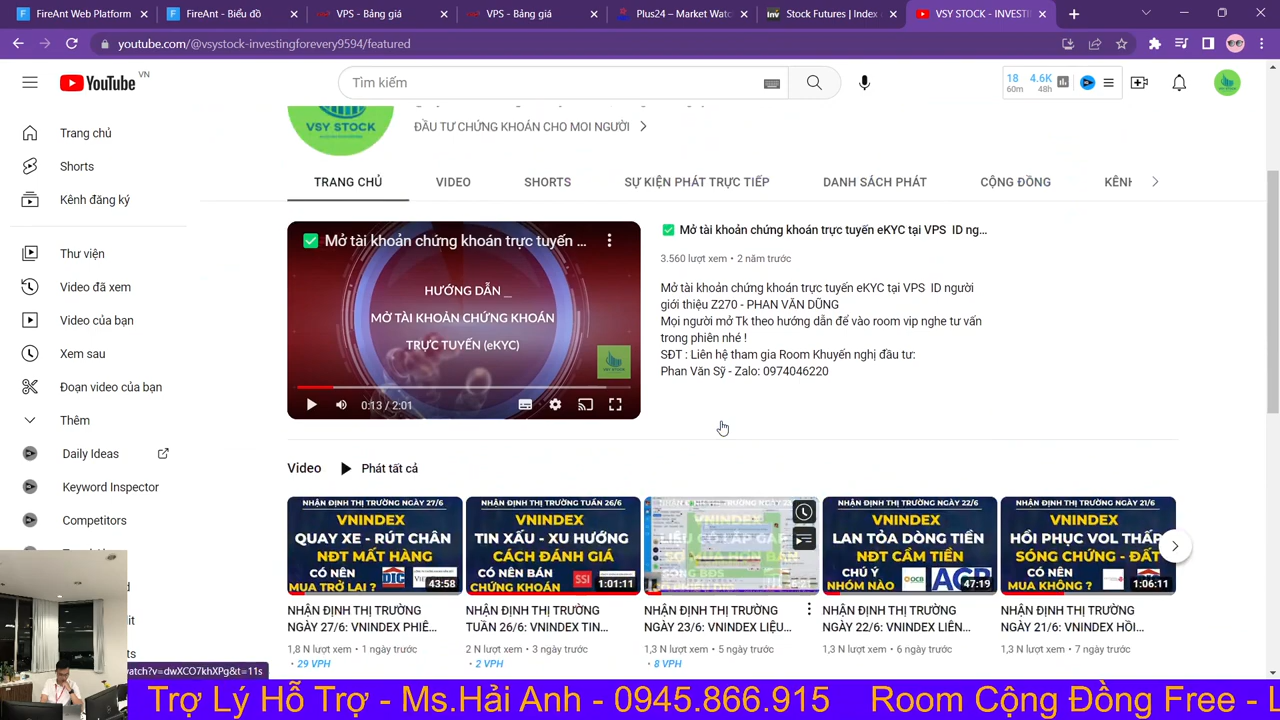 FireAnt Web Platform
FireAnt - Biểu đồ
VPS - Bảng giá
VPS - Bảng giá
Plus24 – Market Watc
Stock Futures | Index
VSY STOCK - INVESTIN
youtube.com/@vsystock-investingforevery9594/featured
YouTube VN
Tìm kiếm
18 4.6K
60m 48h
Trang chủ
Shorts
Kênh đăng ký
Thư viện
Video đã xem
Video của bạn
Xem sau
Đoạn video của bạn
Thêm
Daily Ideas
Keyword Inspector
Competitors
VSY STOCK
ĐẦU TƯ CHỨNG KHOÁN CHO MỌI NGƯỜI
TRANG CHỦ VIDEO SHORTS SỰ KIỆN PHÁT TRỰC TIẾP DANH SÁCH PHÁT CỘNG ĐỒNG KÊNH
Mở tài khoản chứng khoán trực tuyến ...
HƯỚNG DẪN _
MỞ TÀI KHOẢN CHỨNG KHOÁN
TRỰC TUYẾN (eKYC)
0:13 / 2:01
Mở tài khoản chứng khoán trực tuyến eKYC tại VPS ID ng...
3.560 lượt xem • 2 năm trước
Mở tài khoản chứng khoán trực tuyến eKYC tại VPS ID người
giới thiệu Z270 - PHAN VĂN DŨNG
Mọi người mở Tk theo hướng dẫn để vào room vip nghe tư vấn
trong phiên nhé !
SĐT : Liên hệ tham gia Room Khuyến nghị đầu tư:
Phan Văn Sỹ - Zalo: 0974046220
Video Phát tất cả
NHẬN ĐỊNH THỊ TRƯỜNG NGÀY 27/6
VNINDEX
QUAY XE - RÚT CHÂN
NĐT MẤT HÀNG
CÓ NÊN
MUA TRỞ LẠI ?
DIC
43:58
NHẬN ĐỊNH THỊ TRƯỜNG
NGÀY 27/6: VNINDEX PHIÊ...
1,8 N lượt xem • 1 ngày trước
• 29 VPH
NHẬN ĐỊNH THỊ TRƯỜNG TUẦN 26/6
VNINDEX
TIN XẤU - XU HƯỚNG
CÁCH ĐÁNH GIÁ
CÓ NÊN BÁN
CHỨNG KHOÁN
SSI
1:01:11
NHẬN ĐỊNH THỊ TRƯỜNG
TUẦN 26/6: VNINDEX TIN...
2 N lượt xem • 3 ngày trước
• 2 VPH
VNINDEX
NHẬN ĐỊNH THỊ TRƯỜNG
NGÀY 23/6: VNINDEX LIỆU...
1,3 N lượt xem • 5 ngày trước
• 8 VPH
NHẬN ĐỊNH THỊ TRƯỜNG NGÀY 22/6
VNINDEX
LAN TỎA DÒNG TIỀN
NĐT CẦM TIỀN
CHÚ Ý
NHÓM NÀO
OCB
AGR
47:19
NHẬN ĐỊNH THỊ TRƯỜNG
NGÀY 22/6: VNINDEX LIÊN...
1,3 N lượt xem • 6 ngày trước
NHẬN ĐỊNH THỊ TRƯỜNG NGÀY 21/6
VNINDEX
HỒI PHỤC VOL THẤP
SÓNG CHỨNG - ĐẤT
CÓ NÊN
MUA KHÔNG ?
1:06:11
NHẬN ĐỊNH THỊ TRƯỜNG
NGÀY 21/6: VNINDEX HỒI...
1,3 N lượt xem • 7 ngày trước
watch?v=dwXCO7khXPg&t=11s
Trợ Lý Hỗ Trợ - Ms.Hải Anh - 0945.866.915 Room Cộng Đồng Free - L